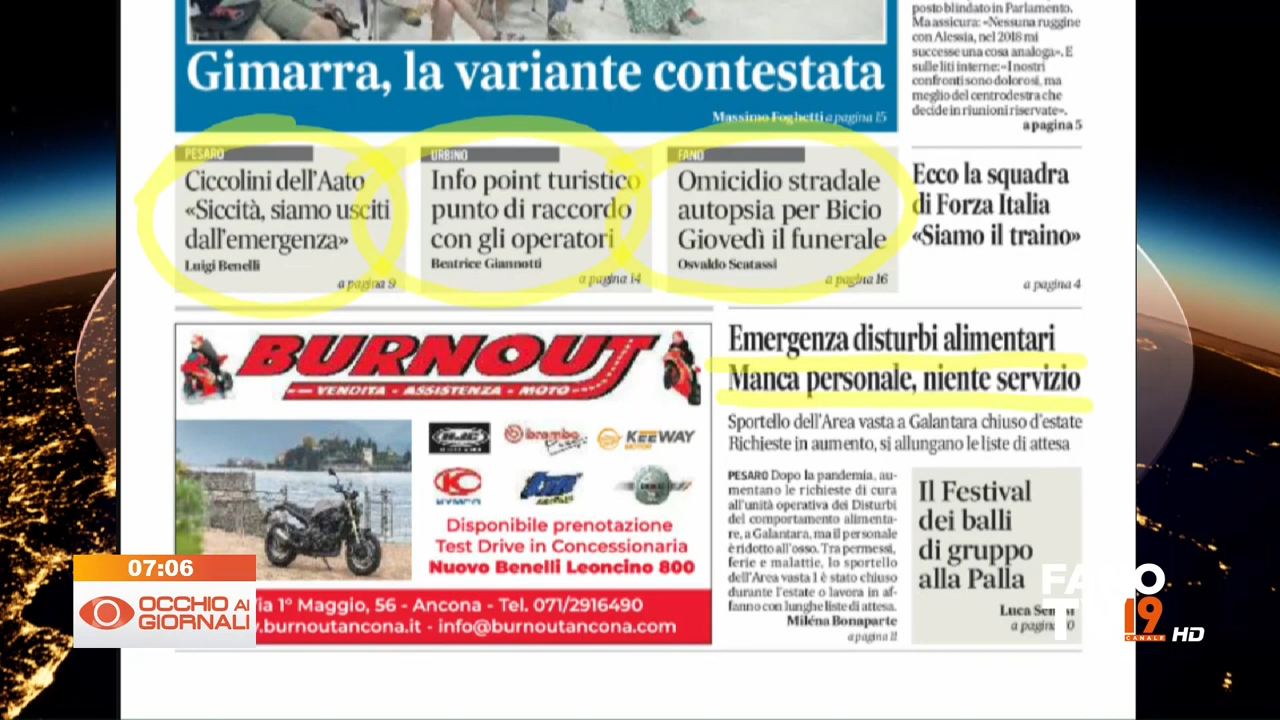 Gimarra, la variante contestata
Massimo Foghetti a pagina 15
posto blindato in Parlamento.
Ma assicura: «Nessuna ruggine
con Alessia, nel 2018 mi
successe una cosa analoga». E
sulle liti interne: «I nostri
confronti sono dolorosi, ma
meglio del centrodestra che
decide in riunioni riservate».
a pagina 5
PESARO
Ciccolini dell'Aato
«Siccità, siamo usciti
dall'emergenza»
Luigi Benelli
a pagina 9
URBINO
Info point turistico
punto di raccordo
con gli operatori
Beatrice Giannotti
a pagina 14
FANO
Omicidio stradale
autopsia per Bicio
Giovedì il funerale
Osvaldo Scatassi
a pagina 16
Ecco la squadra
di Forza Italia
«Siamo il traino»
a pagina 4
BURNOUT
VENDITA - ASSISTENZA - MOTO
HJC
brembo
KEEWAY
MOTOR
KYMCO
Disponibile prenotazione
Test Drive in Concessionaria
Nuovo Benelli Leoncino 800
Via 1° Maggio, 56 - Ancona - Tel. 071/2916490
.burnoutancona.it - info@burnoutancona.com
Emergenza disturbi alimentari
Manca personale, niente servizio
Sportello dell'Area vasta a Galantara chiuso d'estate
Richieste in aumento, si allungano le liste di attesa
PESARO Dopo la pandemia, au-
mentano le richieste di cura
all'unità operativa dei Disturbi
del comportamento alimenta-
re, a Galantara, ma il personale
è ridotto all'osso. Tra permessi,
ferie e malattie, lo sportello
dell'Area vasta 1 è stato chiuso
durante l'estate o lavora in af-
fanno con lunghe liste di attesa.
Miléna Bonaparte
a pagina 11
Il Festival
dei balli
di gruppo
alla Palla
Luca
a pagina
07:06
OCCHIO AI
GIORNALI
FANO
TV
19
CANALE
HD